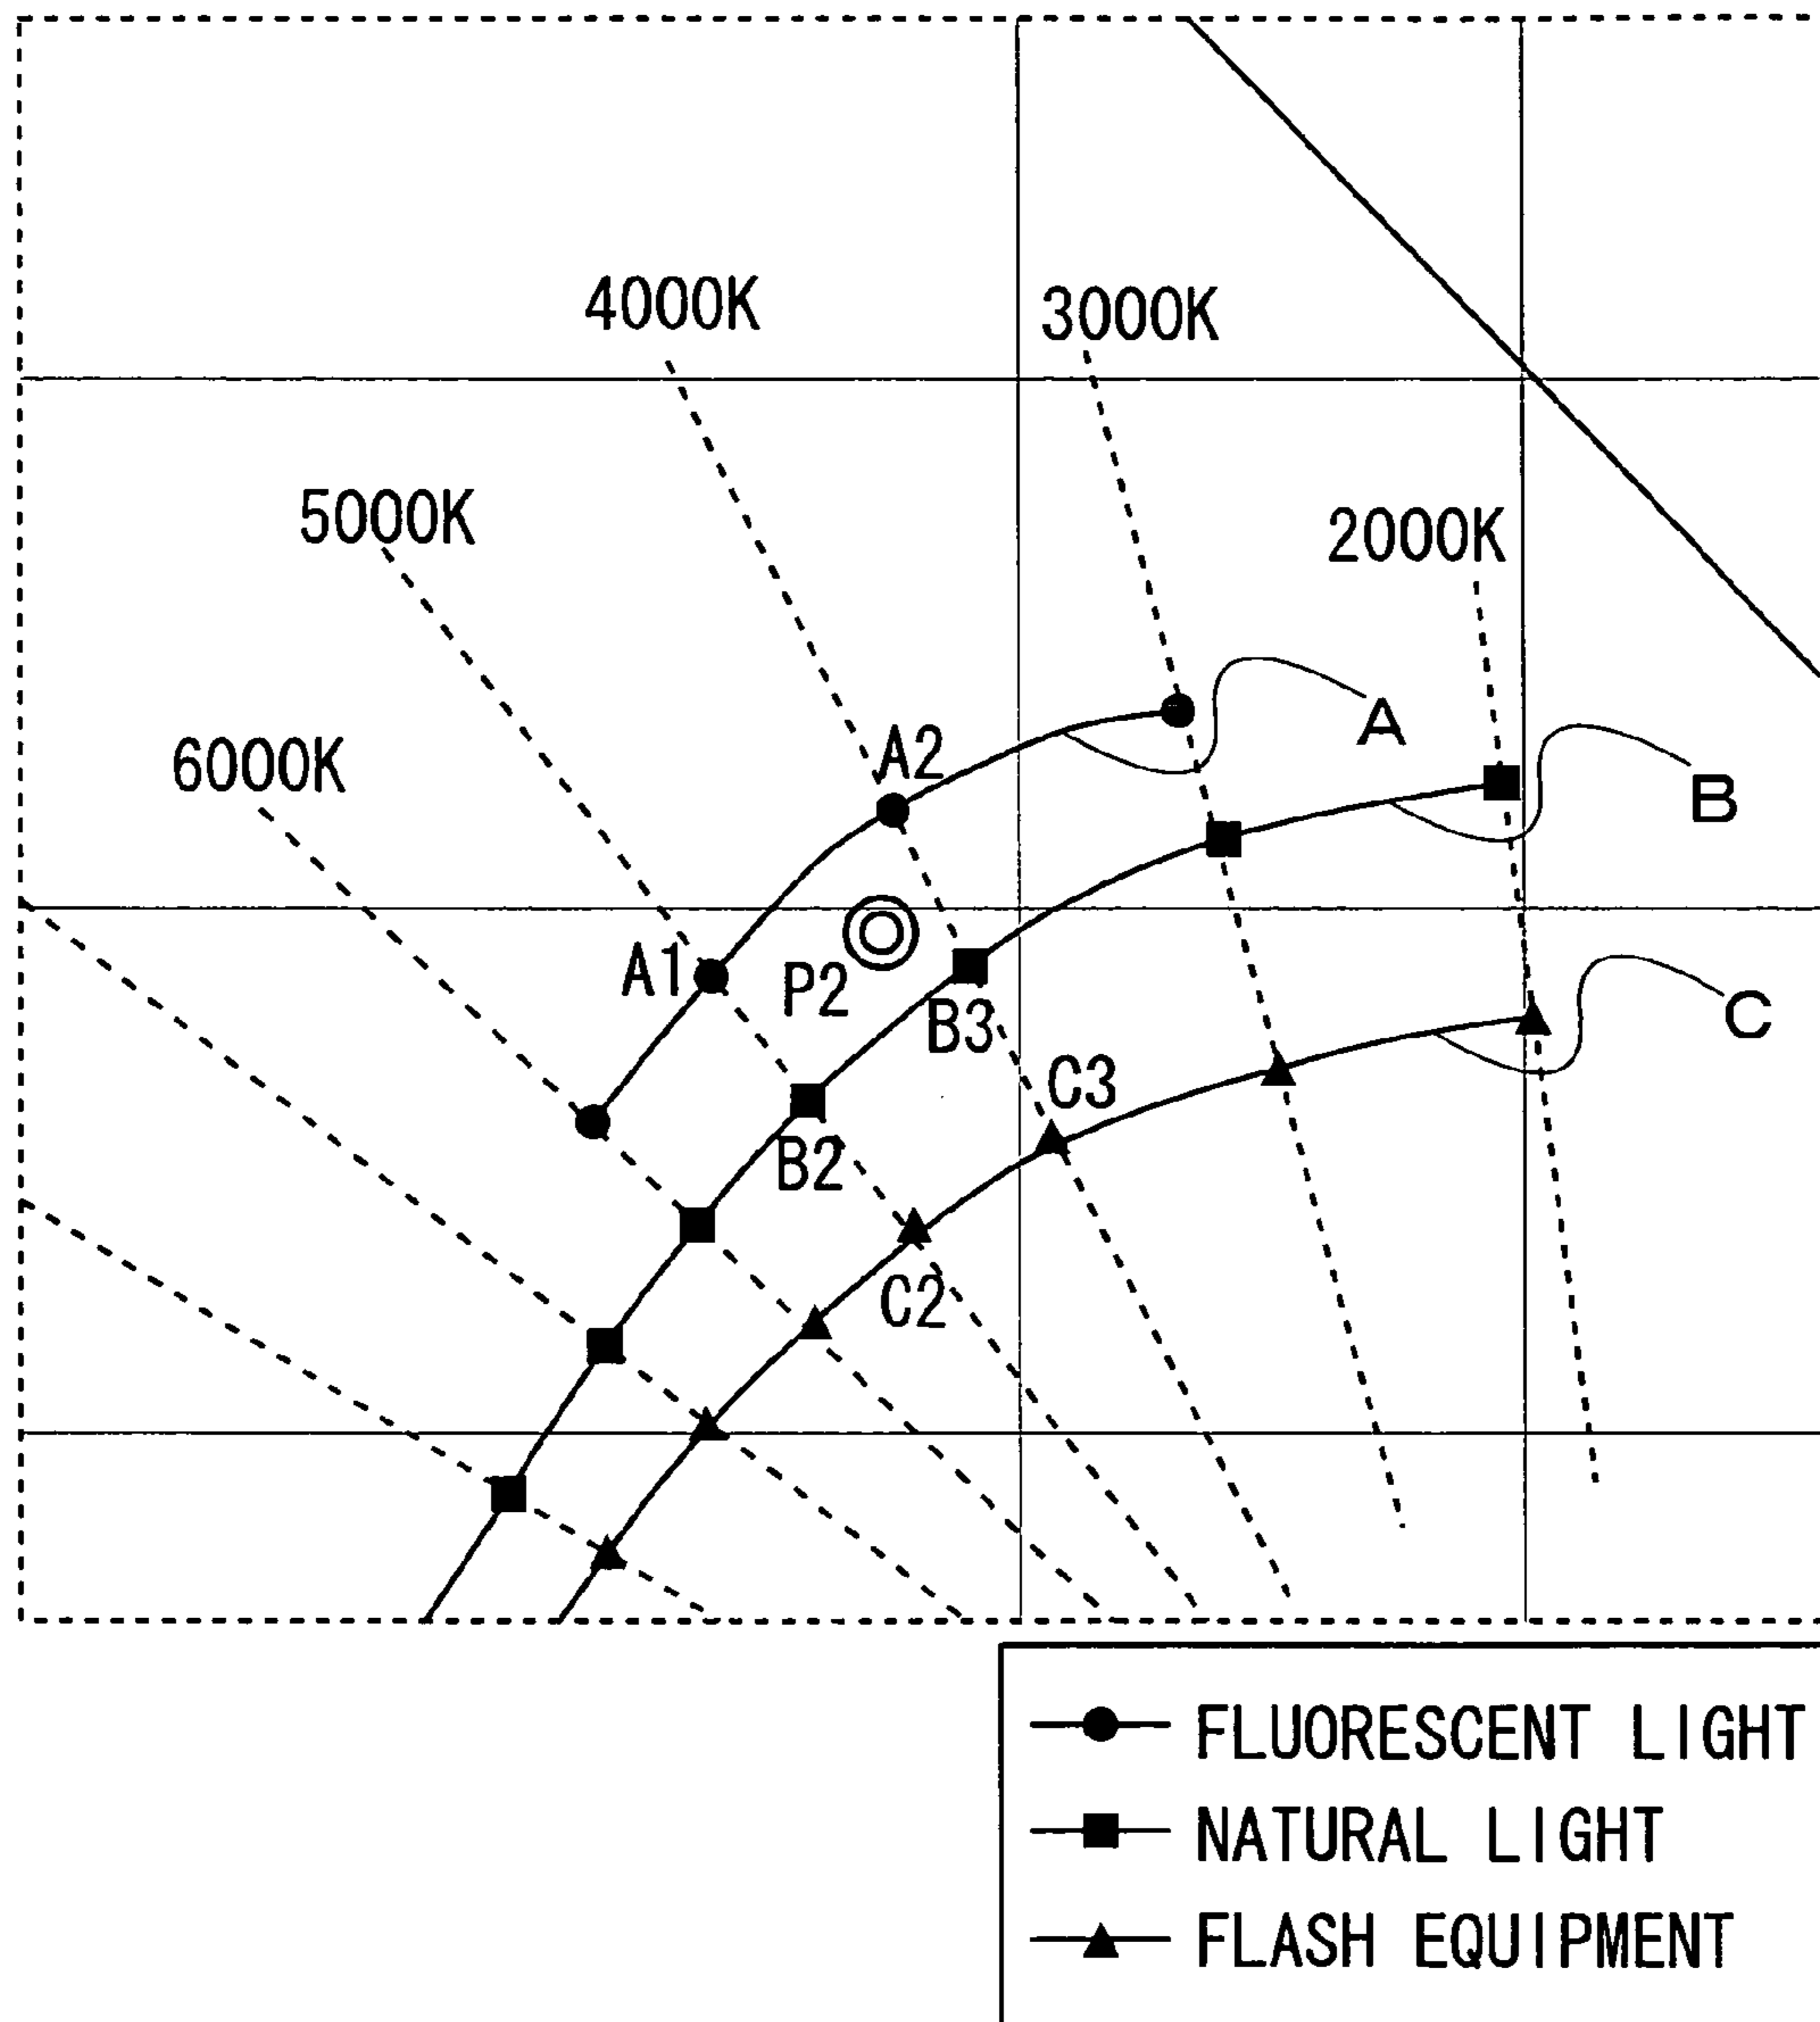 4000K
3000K
5000K
2000K
6000K
A
A2
B
A1
P2
B3
C
C3
B2
C2
FLUORESCENT LIGHT
NATURAL LIGHT
FLASH EQUIPMENT